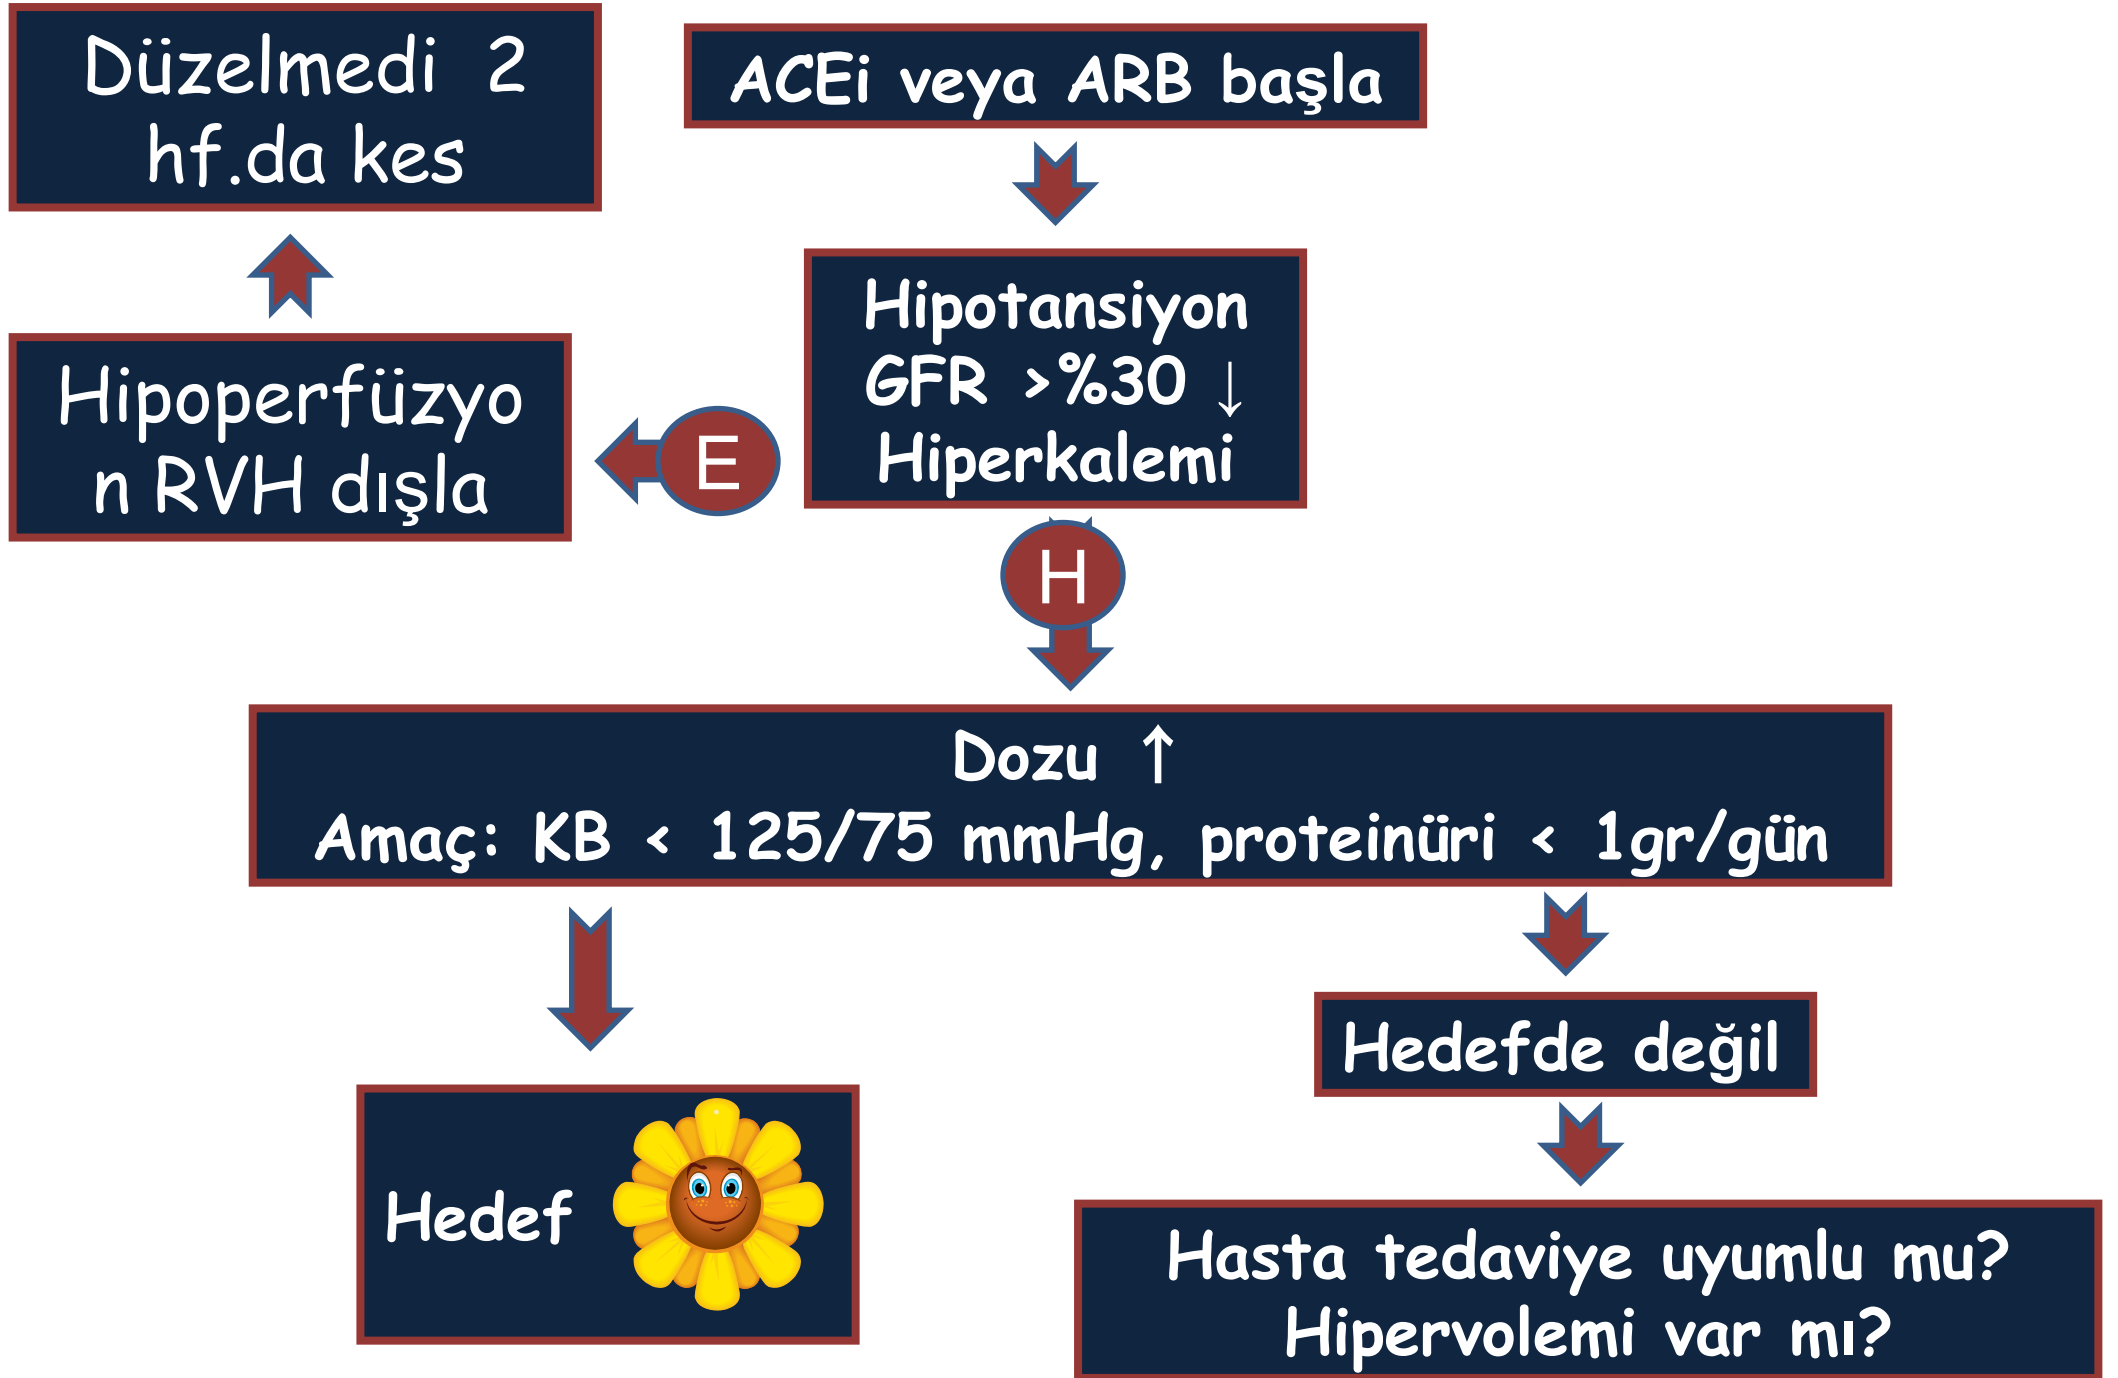 Düzelmedi 2
hf.da kes
ACEi veya ARB başla
Hipotansiyon
GFR >%30 ↓
Hiperkalemi
Hipoperfüzyo
n RVH dışla
E
H
Dozu ↑
Amaç: KB < 125/75 mmHg, proteinüri < 1gr/gün
Hedefde değil
Hedef
Hasta tedaviye uyumlu mu?
Hipervolemi var mı?